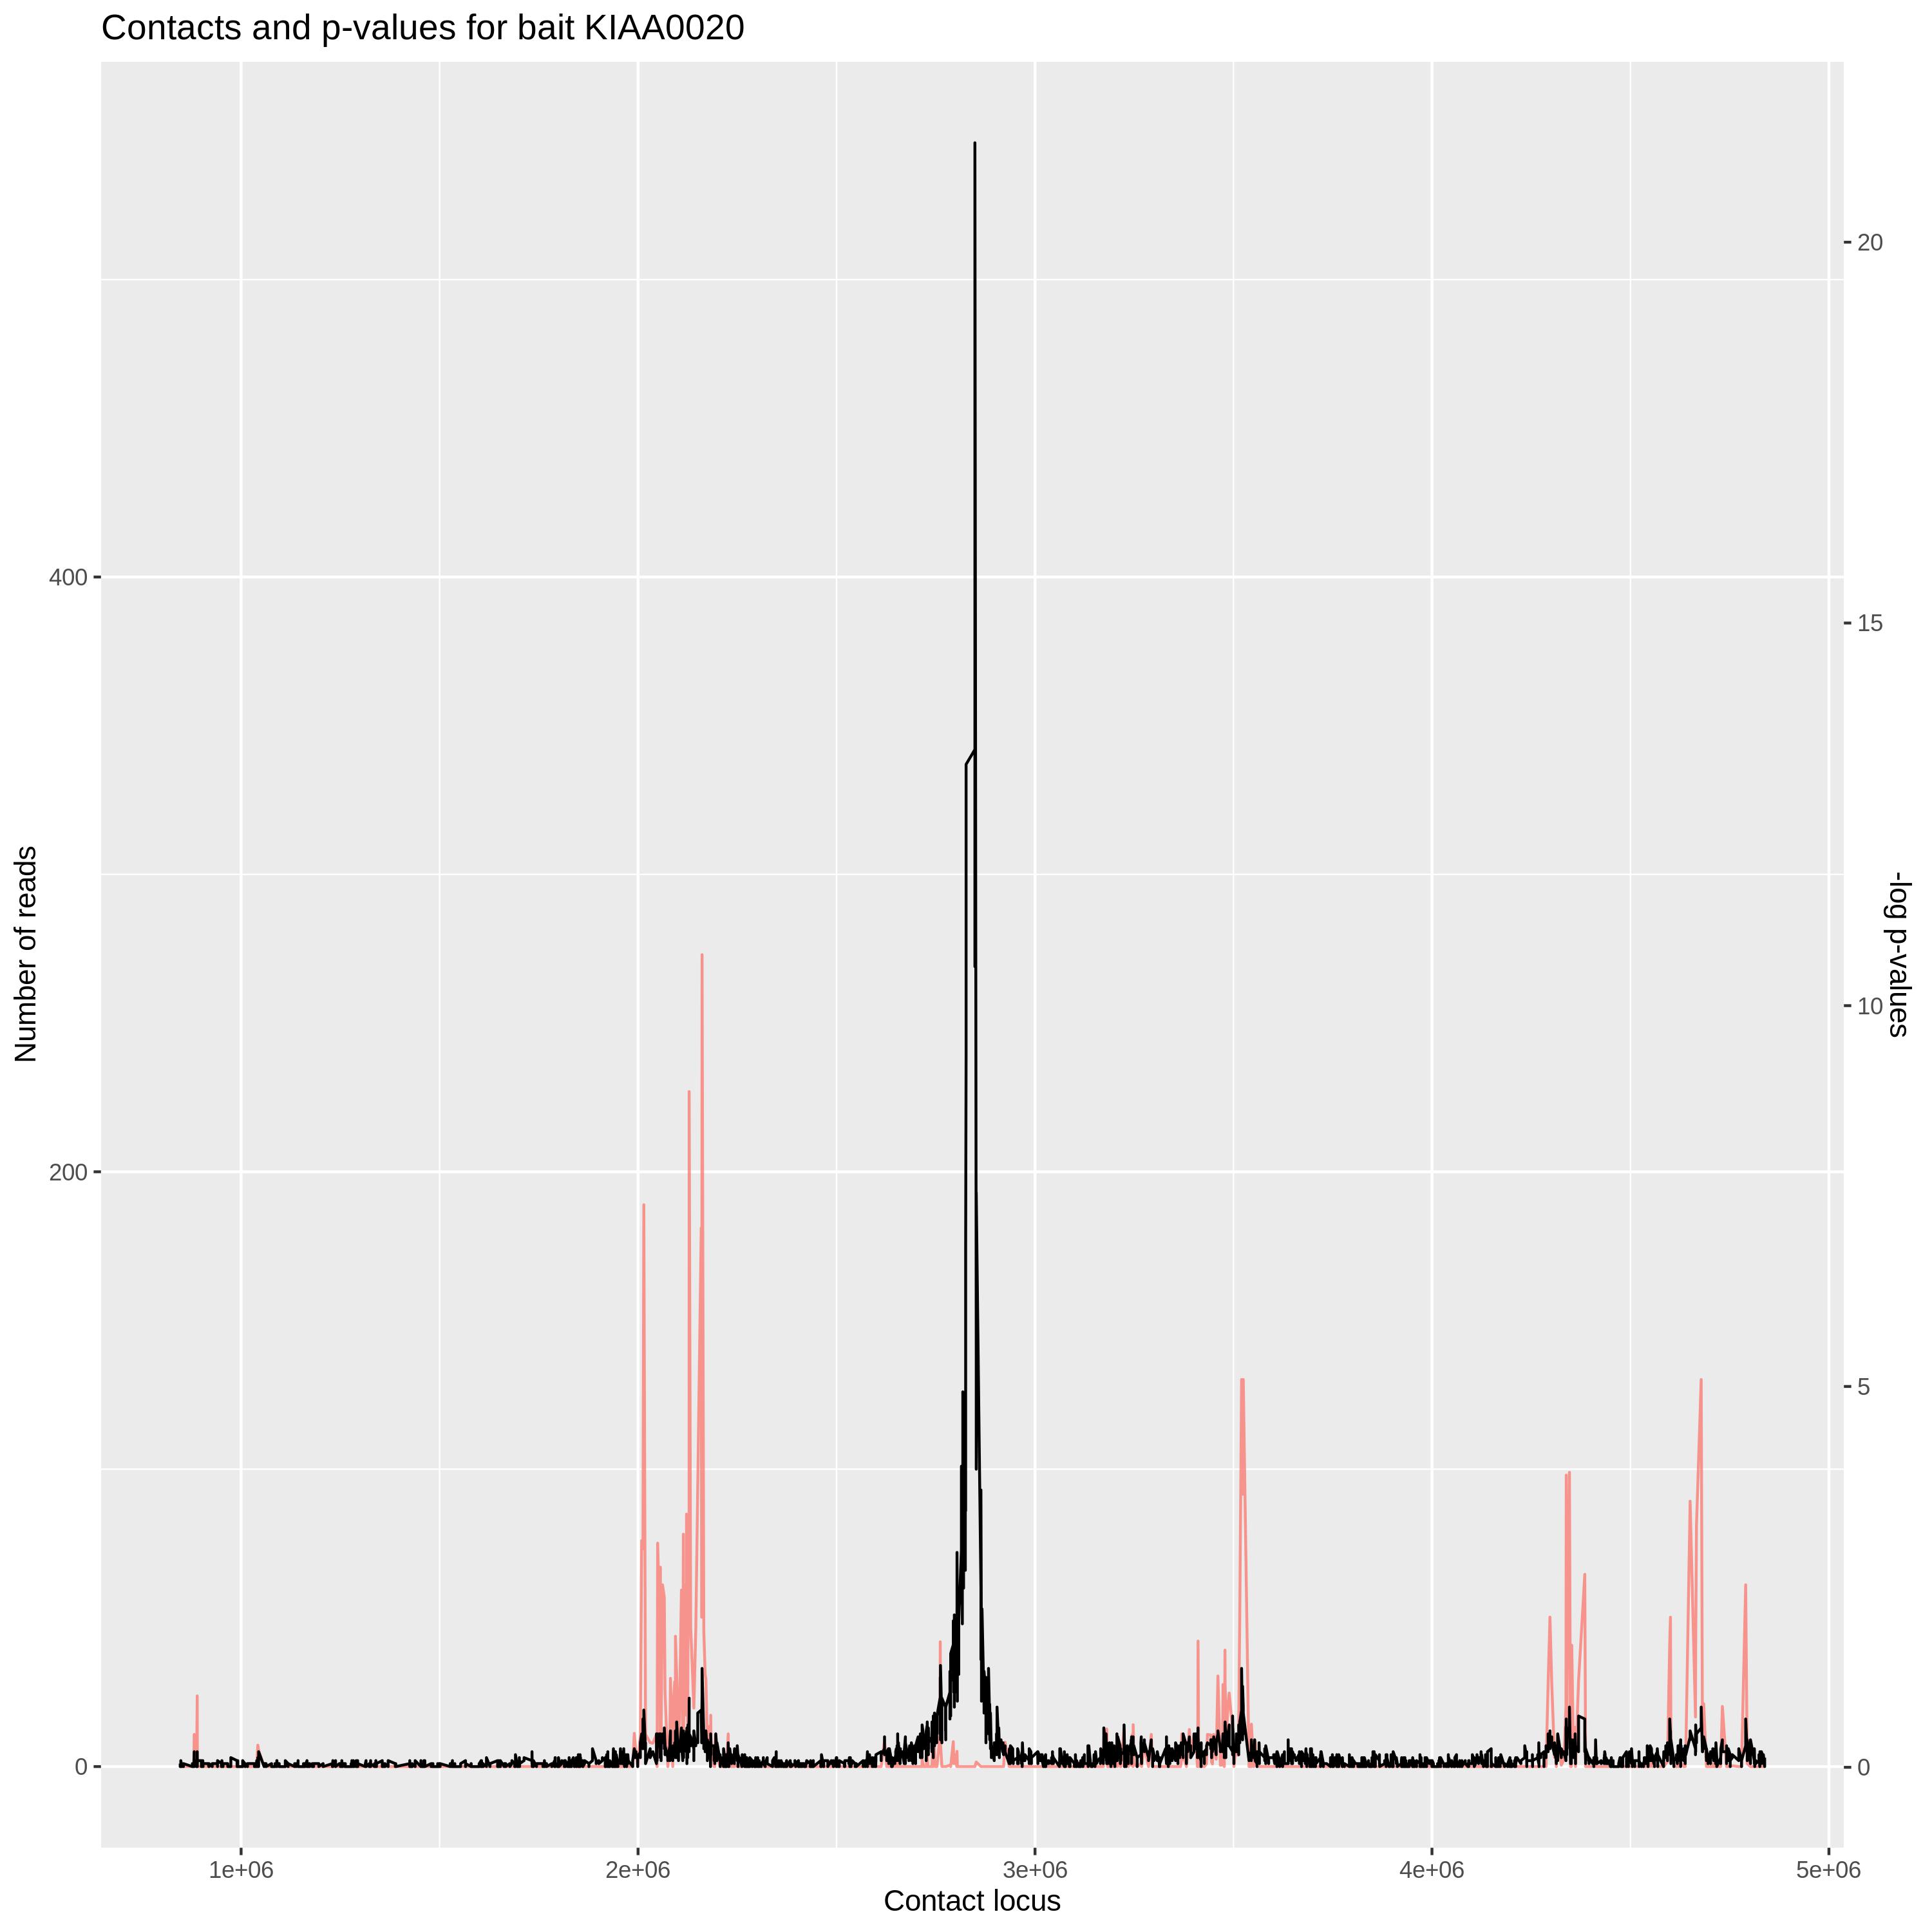 Contacts and p-values for bait KIAA0020
Number of reads
400
200
0
20
15
10
5
0
-log p-values
1e+06
2e+06
3e+06
4e+06
5e+06
Contact locus